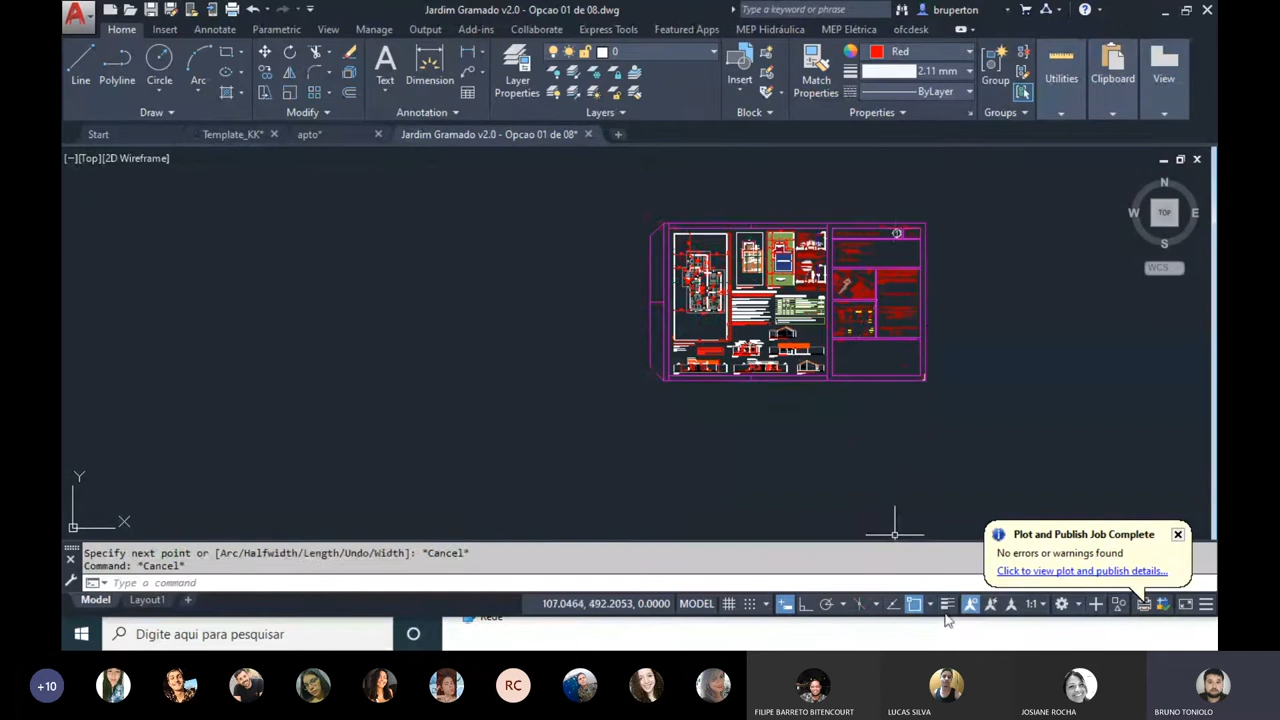 Jardim Gramado v2.0 - Opcao 01 de 08.dwg
Type a keyword or phrase
bruperton
Home Insert Annotate Parametric View Manage Output Add-ins Collaborate Express Tools Featured Apps MEP Hidráulica MEP Elétrica ofcdesk
Line Polyline Circle Arc
Text Dimension
Layer
Properties
0
Insert
Match
Properties
Red
2.11 mm
ByLayer
Group
Utilities
Clipboard
View
Draw Modify Annotation Layers Block Properties Groups
Start Template_KK* apto* Jardim Gramado v2.0 - Opcao 01 de 08*
[−][Top][2D Wireframe]
N
W TOP E
S
WCS
Y
X
Plot and Publish Job Complete
No errors or warnings found
Click to view plot and publish details...
Specify next point or [Arc/Halfwidth/Length/Undo/Width]: *Cancel*
Command: *Cancel*
Type a command
Model Layout1 107.0464, 492.2053, 0.0000 MODEL 1:1
Rede
Digite aqui para pesquisar
+10 RC
FILIPE BARRETO BITENCOURT LUCAS SILVA JOSIANE ROCHA BRUNO TONIOLO